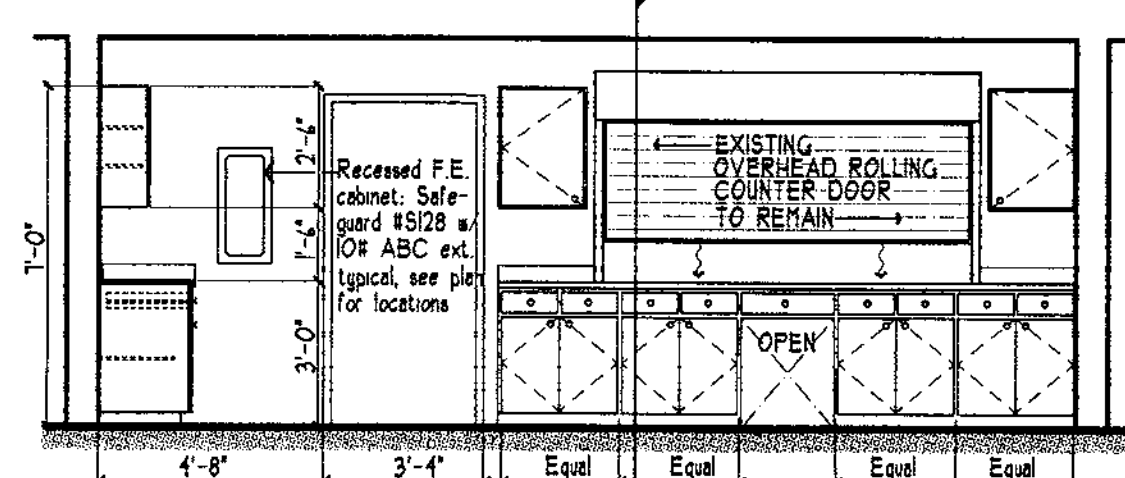 EXISTING
OVERHEAD ROLLING
COUNTER DOOR
TO REMAIN
Recessed F.E.
cabinet: Safe-
guard #S128 w/
10# ABC ext.
typical, see plan
for locations
2'-6"
1'-6"
3'-0"
7'-0"
OPEN
4'-8"
3'-4"
Equal
Equal
Equal
Equal